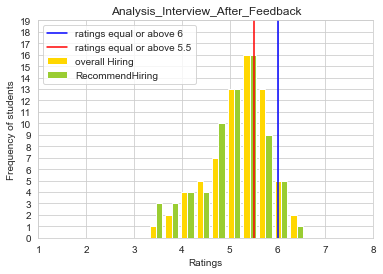 Analysis_Interview_After_Feedback
ratings equal or above 6
ratings equal or above 5.5
overall Hiring
RecommendHiring
Frequency of students
19
18
17
16
15
14
13
12
11
10
9
8
7
6
5
4
3
2
1
0
1 2 3 4 5 6 7 8
Ratings